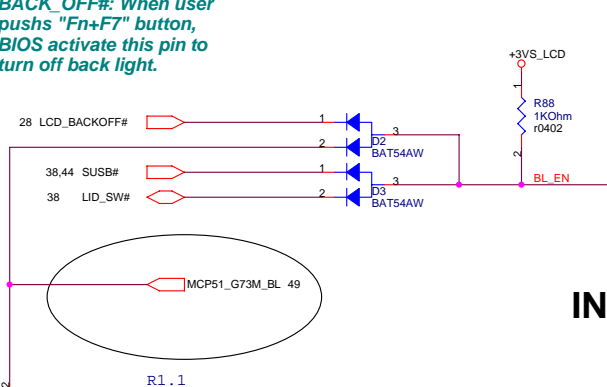 BACK_OFF#: When user
pushs "Fn+F7" button,
BIOS activate this pin to
turn off back light.
+3VS_LCD
1
R88
1KOhm
r0402
2
28 LCD_BACKOFF#
1
2
3
D2
BAT54AW
38,44 SUSB#
1
38 LID_SW#
2
3
D3
BAT54AW
BL_EN
MCP51_G73M_BL 49
IN
R1.1
2